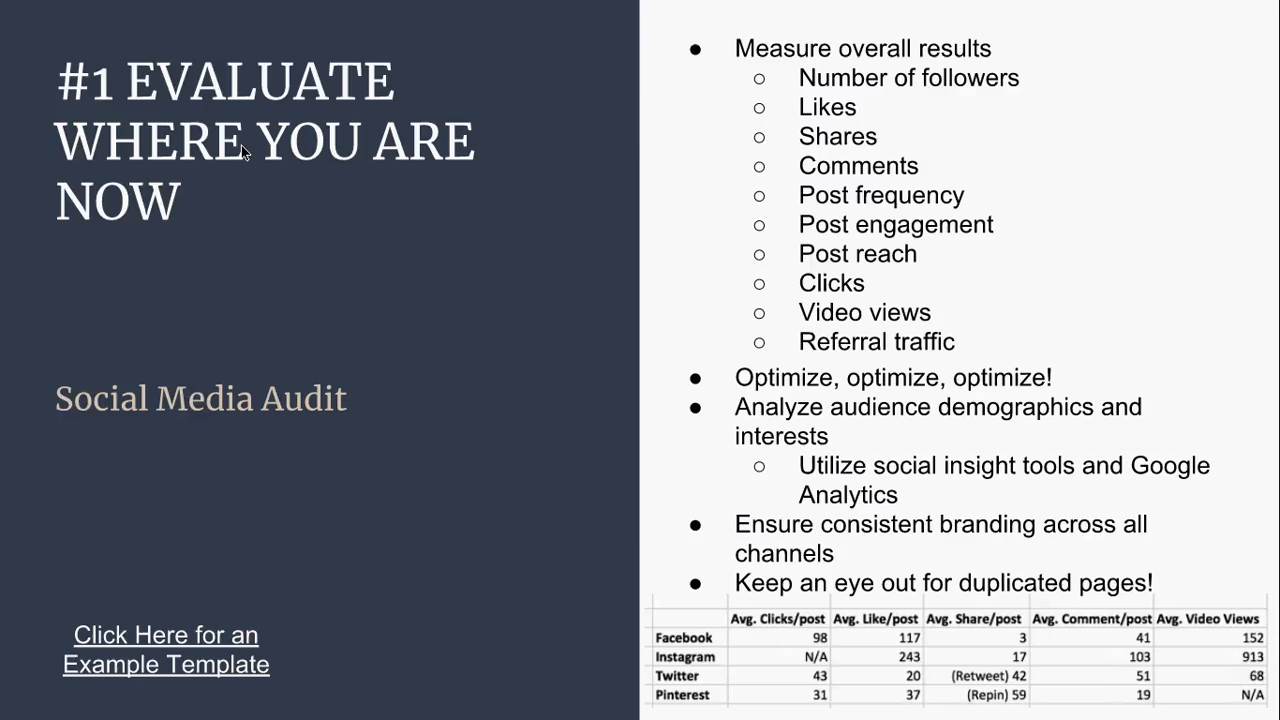 #1 EVALUATE
WHERE YOU ARE
NOW
Social Media Audit
Click Here for an
Example Template
● Measure overall results
○ Number of followers
○ Likes
○ Shares
○ Comments
○ Post frequency
○ Post engagement
○ Post reach
○ Clicks
○ Video views
○ Referral traffic
● Optimize, optimize, optimize!
● Analyze audience demographics and
interests
○ Utilize social insight tools and Google
Analytics
● Ensure consistent branding across all
channels
● Keep an eye out for duplicated pages!
Avg. Clicks/post Avg. Like/post Avg. Share/post Avg. Comment/post Avg. Video Views
Facebook 98 117 3 41 152
Instagram N/A 243 17 103 913
Twitter 43 20 (Retweet) 42 51 68
Pinterest 31 37 (Repin) 59 19 N/A